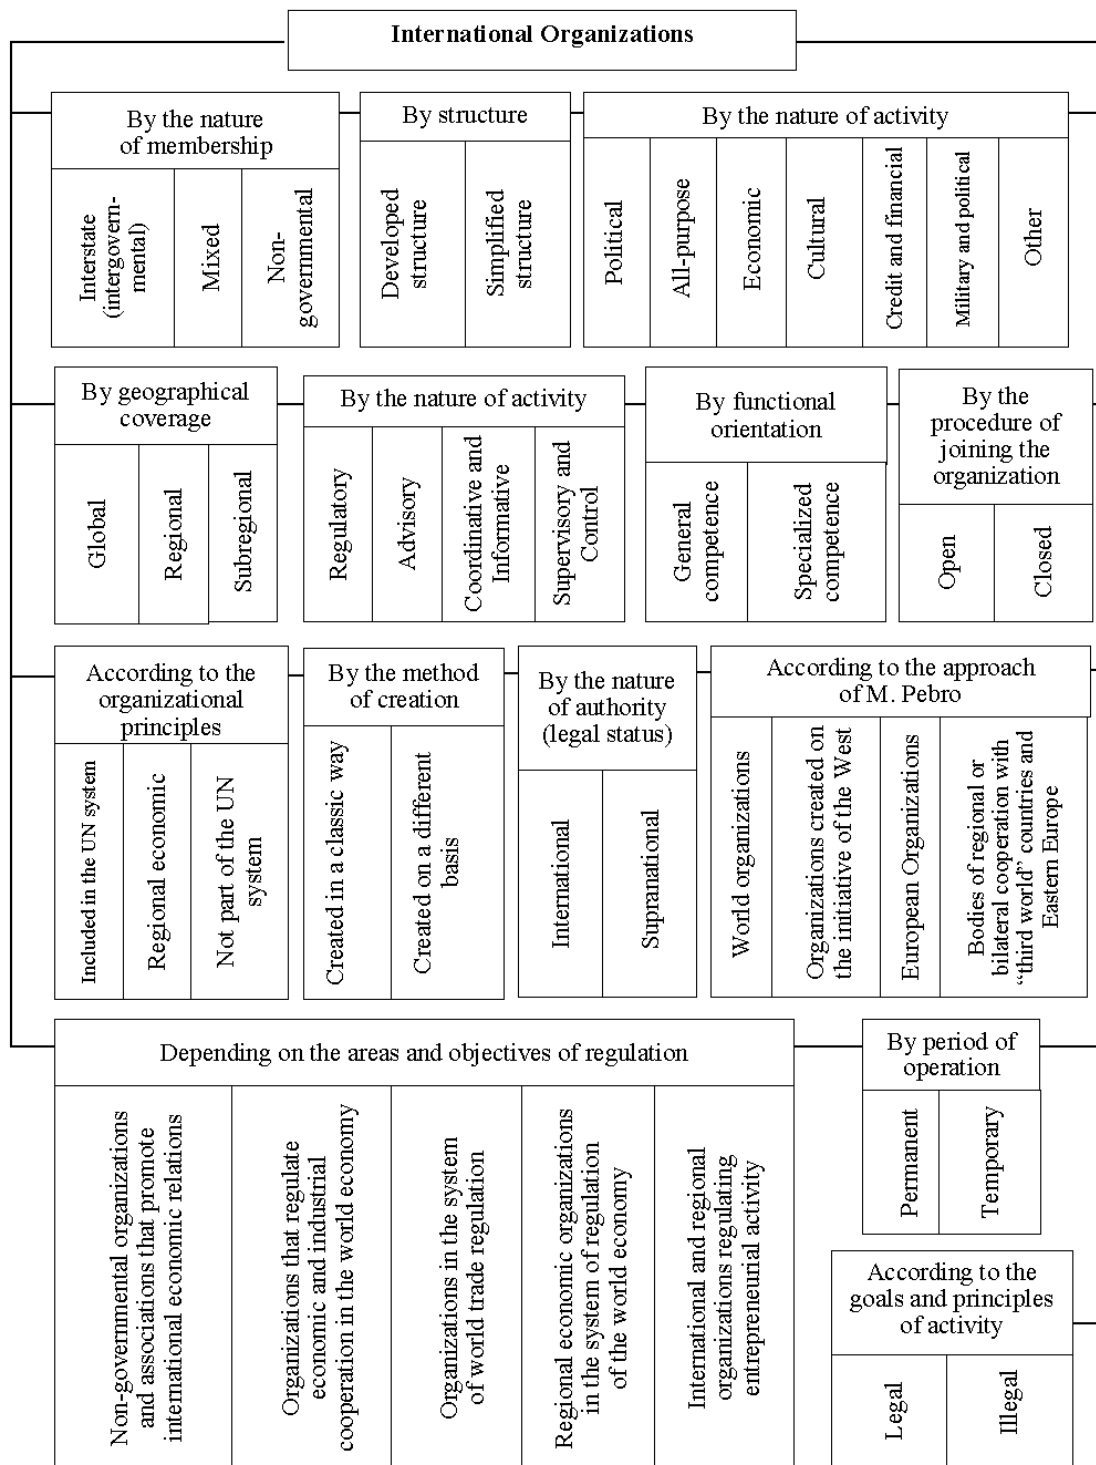 International Organizations
By the nature
of membership
Interstate
(intergovern-
mental)
Mixed
Non-
governmental
By structure
Developed
structure
Simplified
structure
By the nature of activity
Political
All-purpose
Economic
Cultural
Credit and financial
Military and political
Other
By geographical
coverage
Global
Regional
Subregional
By the nature of activity
Regulatory
Advisory
Coordinative and
Informative
Supervisory and
Control
By functional
orientation
General
competence
Specialized
competence
By the
procedure of
joining the
organization
Open
Closed
According to the
organizational
principles
Included in the UN system
Regional economic
Not part of the UN
system
By the method
of creation
Created in a classic way
Created on a different
basis
By the nature
of authority
(legal status)
International
Supranational
According to the approach
of M. Pebro
World organizations
Organizations created on
the initiative of the West
European Organizations
Bodies of regional or
bilateral cooperation with
“third world” countries and
Eastern Europe
Depending on the areas and objectives of regulation
Non-governmental organizations
and associations that promote
international economic relations
Organizations that regulate
economic and industrial
cooperation in the world economy
Organizations in the system
of world trade regulation
Regional economic organizations
in the system of regulation
of the world economy
International and regional
organizations regulating
entrepreneurial activity
By period of
operation
Permanent
Temporary
According to the
goals and principles
of activity
Legal
Illegal